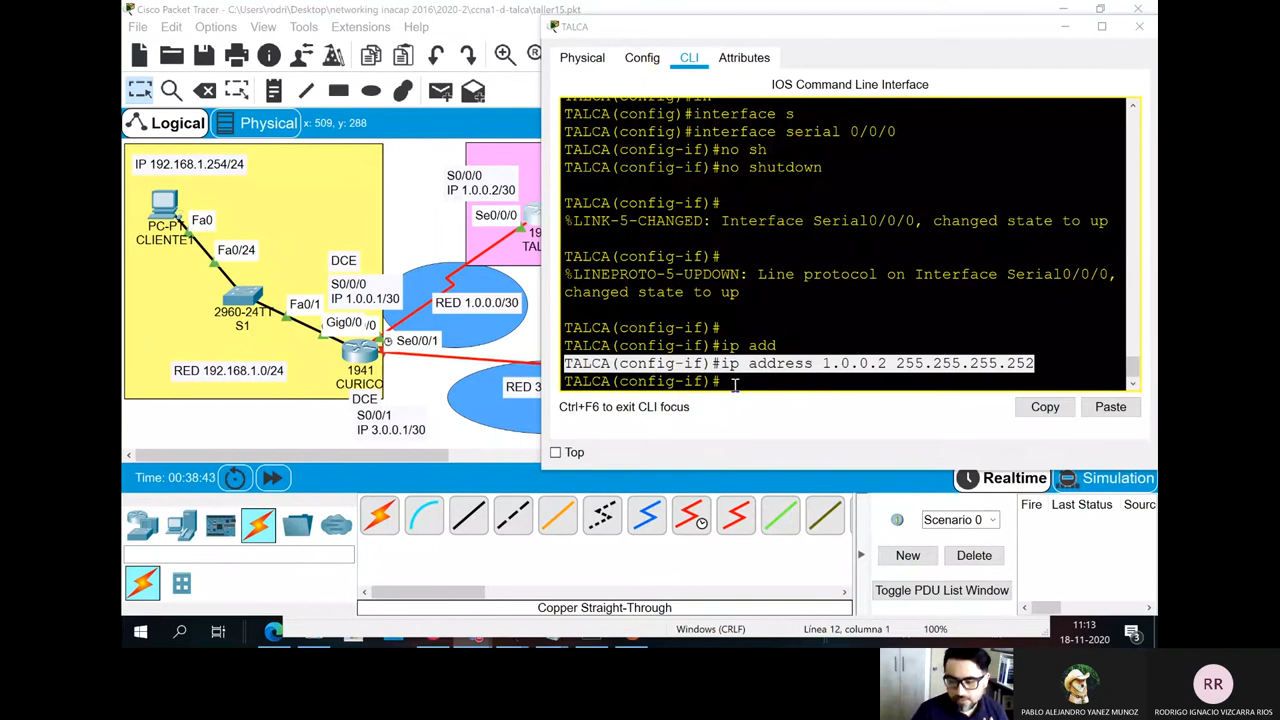 Cisco Packet Tracer - C:\Users\rodri\Desktop\networking inacap 2016\2020-2\ccna1-d-talca\taller15.pkt
File Edit Options View Tools Extensions Help
Logical
Physical x: 509, y: 288
IP 192.168.1.254/24
PC-PT
CLIENTE1
Fa0
Fa0/24
2960-24TT
S1
Fa0/1
Gig0/0
RED 192.168.1.0/24
DCE
S0/0/0
IP 1.0.0.1/30
Se0/0/1
1941
CURICO
DCE
S0/0/1
IP 3.0.0.1/30
S0/0/0
IP 1.0.0.2/30
Se0/0/0
RED 1.0.0.0/30
RED 3
TALCA
Physical Config CLI Attributes
IOS Command Line Interface
TALCA(config)#interface s
TALCA(config)#interface serial 0/0/0
TALCA(config-if)#no sh
TALCA(config-if)#no shutdown
TALCA(config-if)#
%LINK-5-CHANGED: Interface Serial0/0/0, changed state to up
TALCA(config-if)#
%LINEPROTO-5-UPDOWN: Line protocol on Interface Serial0/0/0,
changed state to up
TALCA(config-if)#
TALCA(config-if)#ip add
TALCA(config-if)#ip address 1.0.0.2 255.255.255.252
TALCA(config-if)#
Ctrl+F6 to exit CLI focus
Copy
Paste
Top
Time: 00:38:43
Realtime
Simulation
Scenario 0
New
Delete
Toggle PDU List Window
Fire Last Status Sourc
Copper Straight-Through
Windows (CRLF)
Línea 12, columna 1
100%
11:13
18-11-2020
3
RR
PABLO ALEJANDRO YANEZ MUNOZ
RODRIGO IGNACIO VIZCARRA RIOS